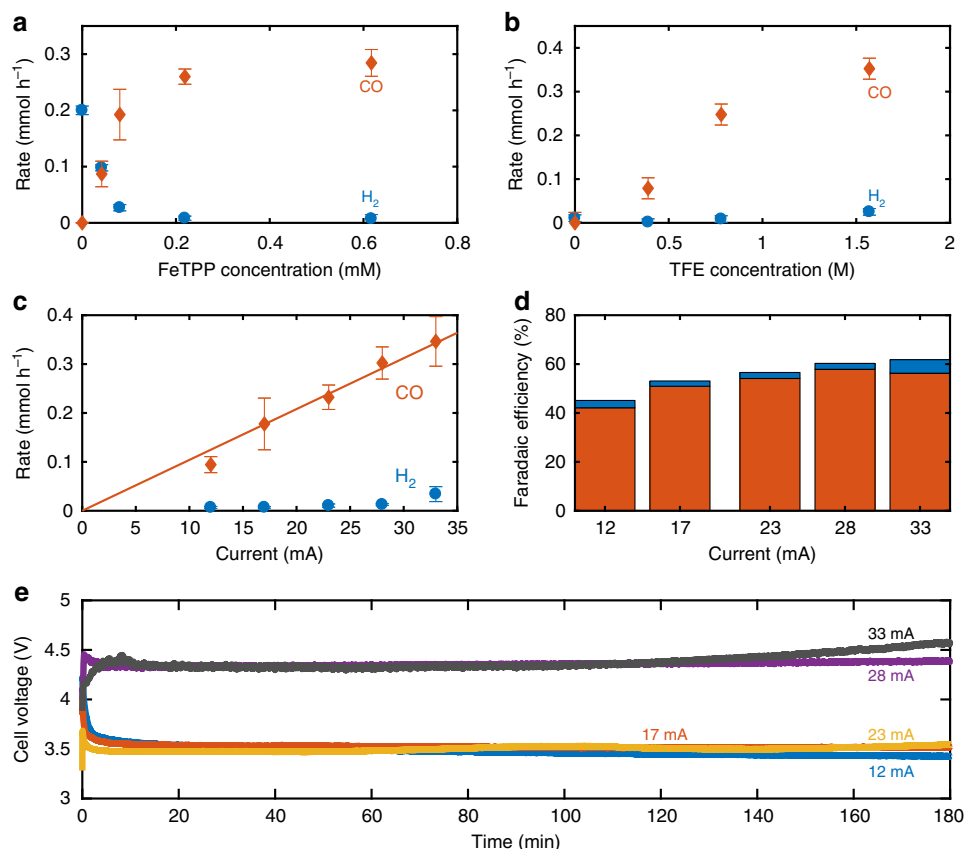 a
Rate (mmol h⁻¹)
0.3
0.2
0.1
0
CO
H₂
0 0.2 0.4 0.6 0.8
FeTPP concentration (mM)
b
Rate (mmol h⁻¹)
0.4
0.3
0.2
0.1
0
CO
H₂
0 0.5 1 1.5 2
TFE concentration (M)
c
Rate (mmol h⁻¹)
0.4
0.3
0.2
0.1
0
CO
H₂
0 5 10 15 20 25 30 35
Current (mA)
d
Faradaic efficiency (%)
80
60
40
20
0
12 17 23 28 33
Current (mA)
e
Cell voltage (V)
5
4.5
4
3.5
3
33 mA
28 mA
17 mA
23 mA
12 mA
0 20 40 60 80 100 120 140 160 180
Time (min)